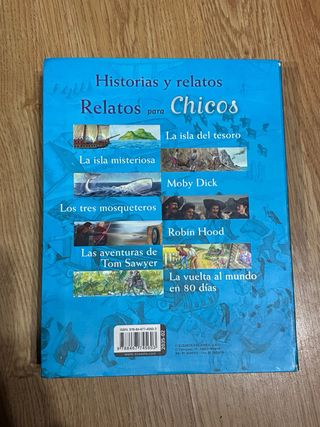 Historias y relatos
Relatos para Chicos
La isla del tesoro
La isla misteriosa
Moby Dick
Los tres mosqueteros
Robin Hood
Las aventuras de
Tom Sawyer
La vuelta al mundo
en 80 días